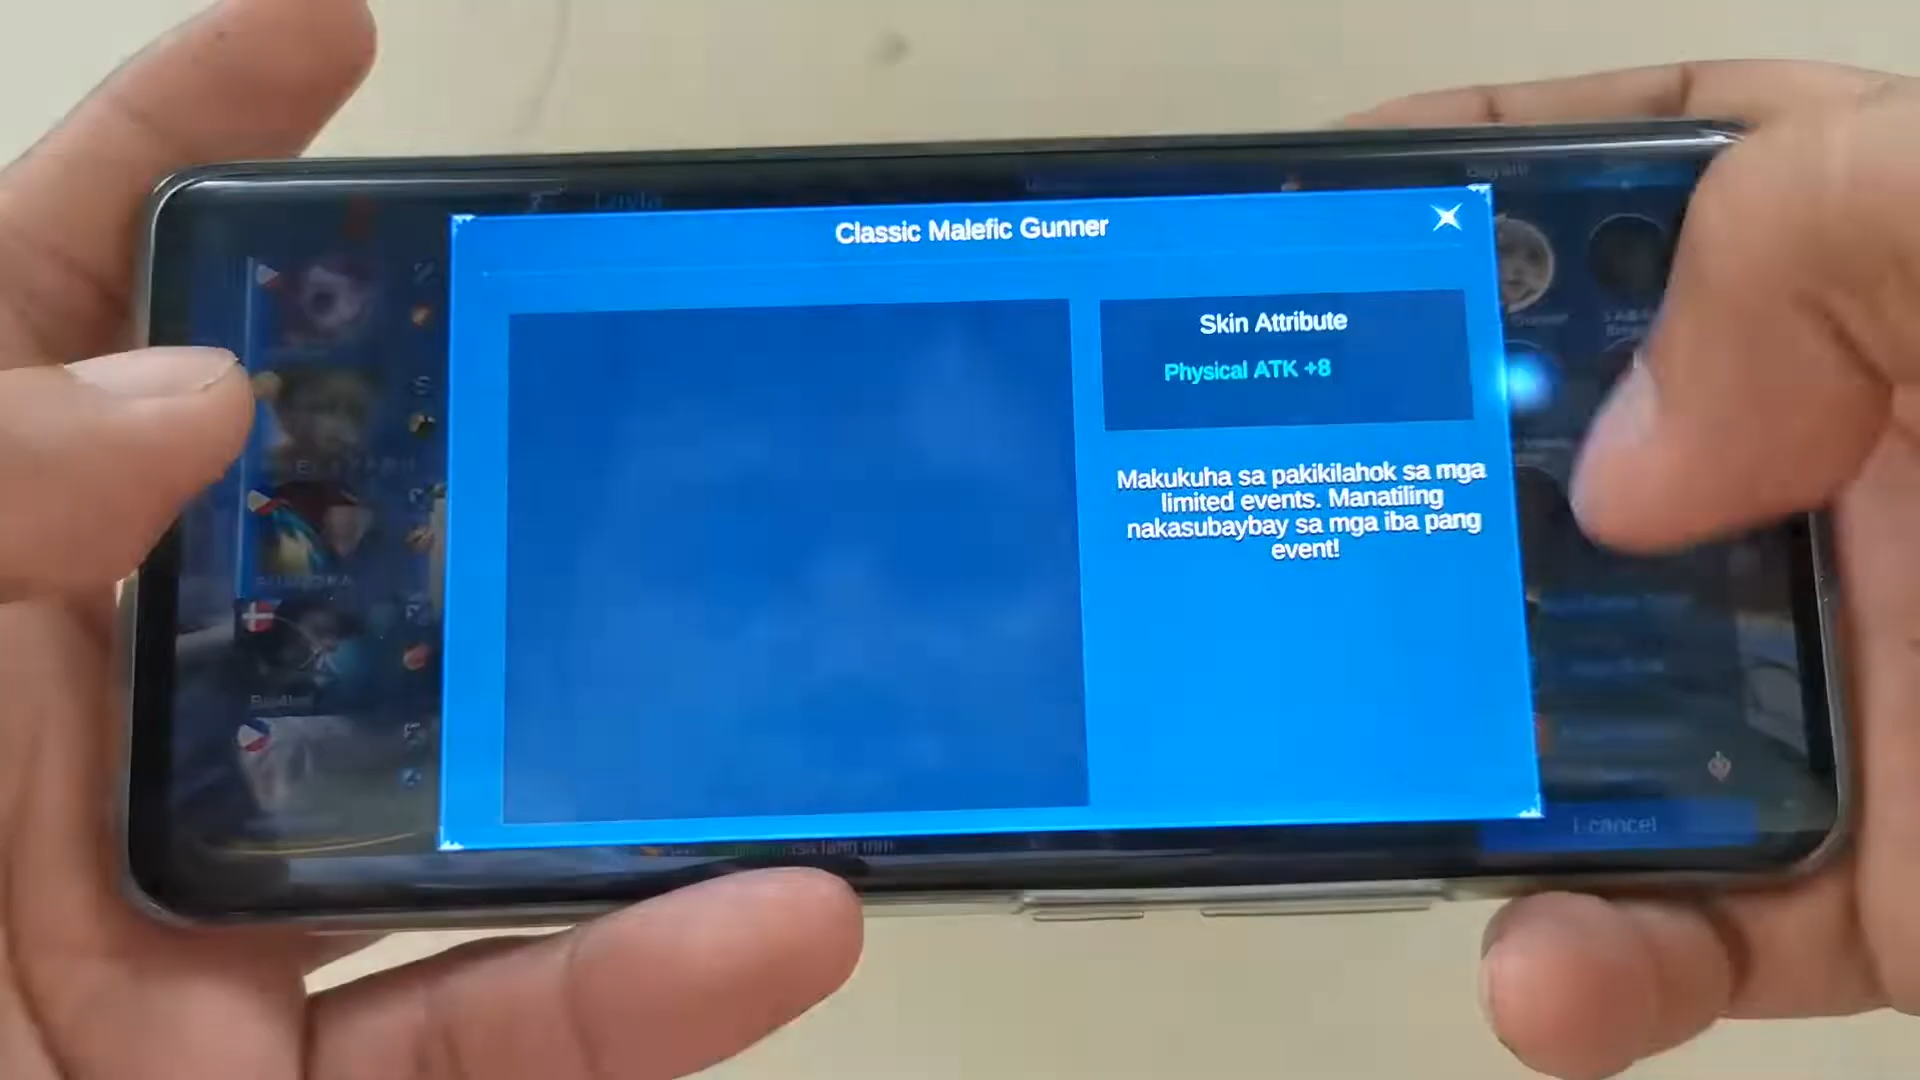 Layla
Classic Malefic Gunner
Skin Attribute
Physical ATK +8
Makukuha sa pakikilahok sa mga
limited events. Manatiling
nakasubaybay sa mga iba pang
event!
I-cancel